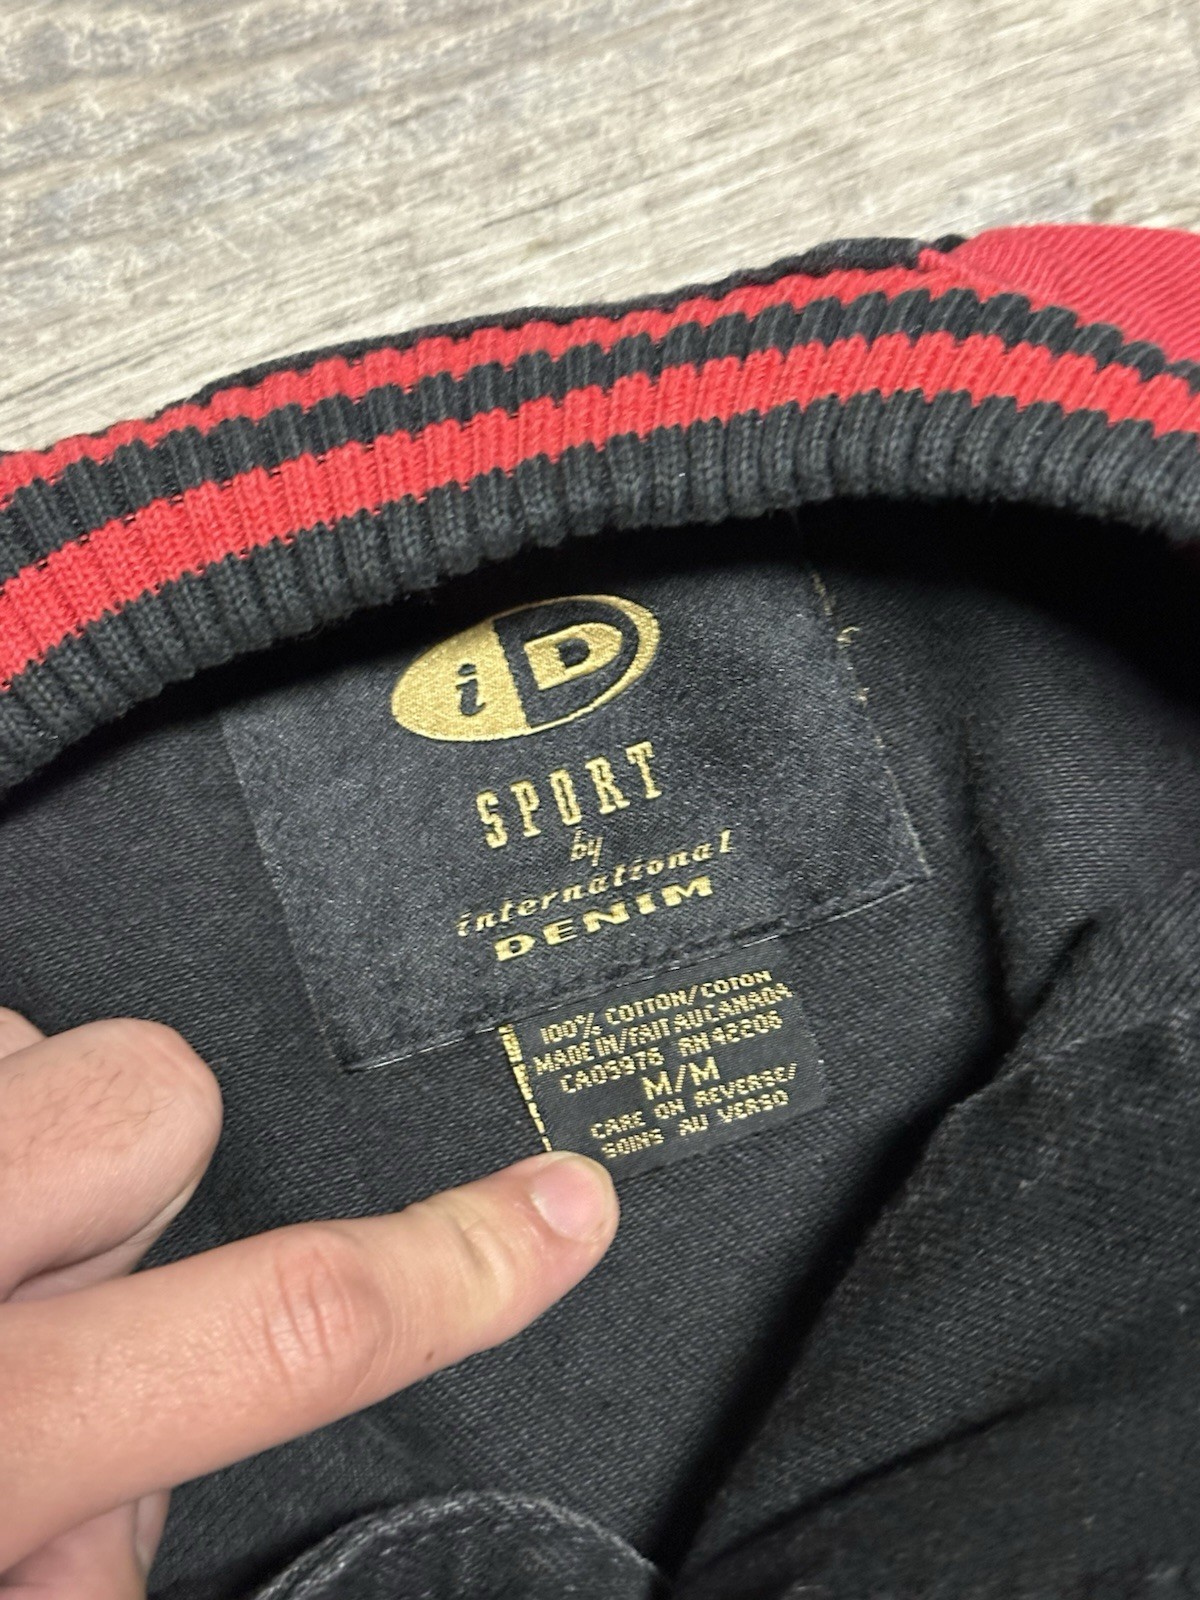 iD
SPORT
by
international
DENIM
100% COTTON/COTON
MADE IN/FAIT AU CANADA
CA09976 RN42206
M/M
CARE ON REVERSE/
SOINS AU VERSO